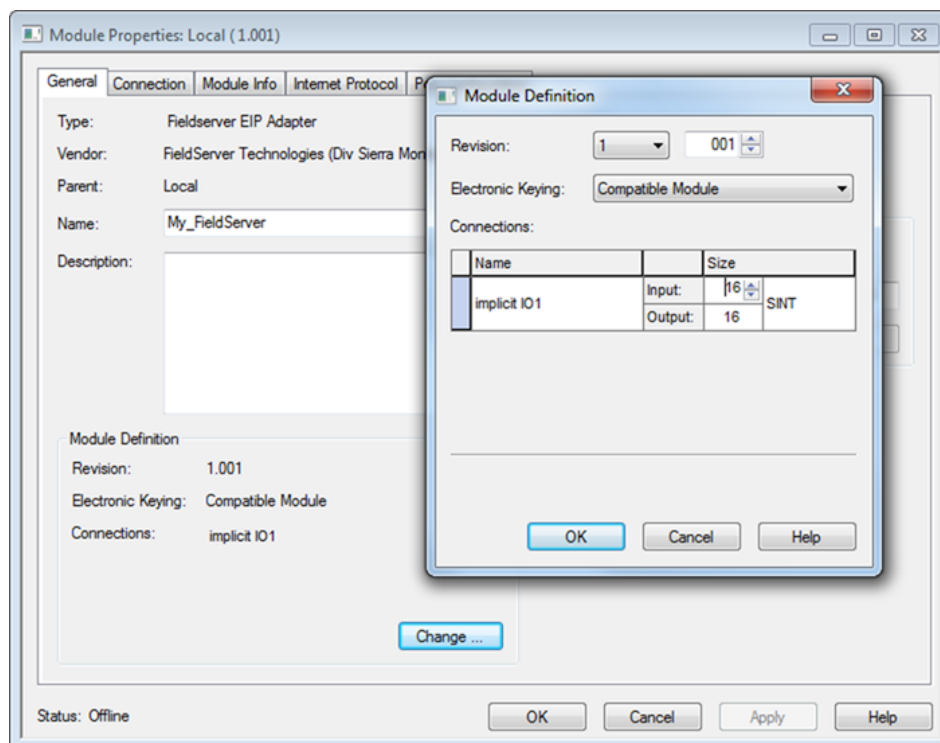 Module Properties: Local (1.001)
General Connection Module Info Internet Protocol
Type: Fieldserver EIP Adapter
Vendor: FieldServer Technologies (Div Sierra Mon
Parent: Local
Name: My_FieldServer
Description:
Module Definition
Revision: 1.001
Electronic Keying: Compatible Module
Connections: implicit IO1
Change ...
Status: Offline
OK Cancel Apply Help
Module Definition
Revision: 1 001
Electronic Keying: Compatible Module
Connections:
Name Size
implicit IO1 Input: 16 SINT
Output: 16
OK Cancel Help